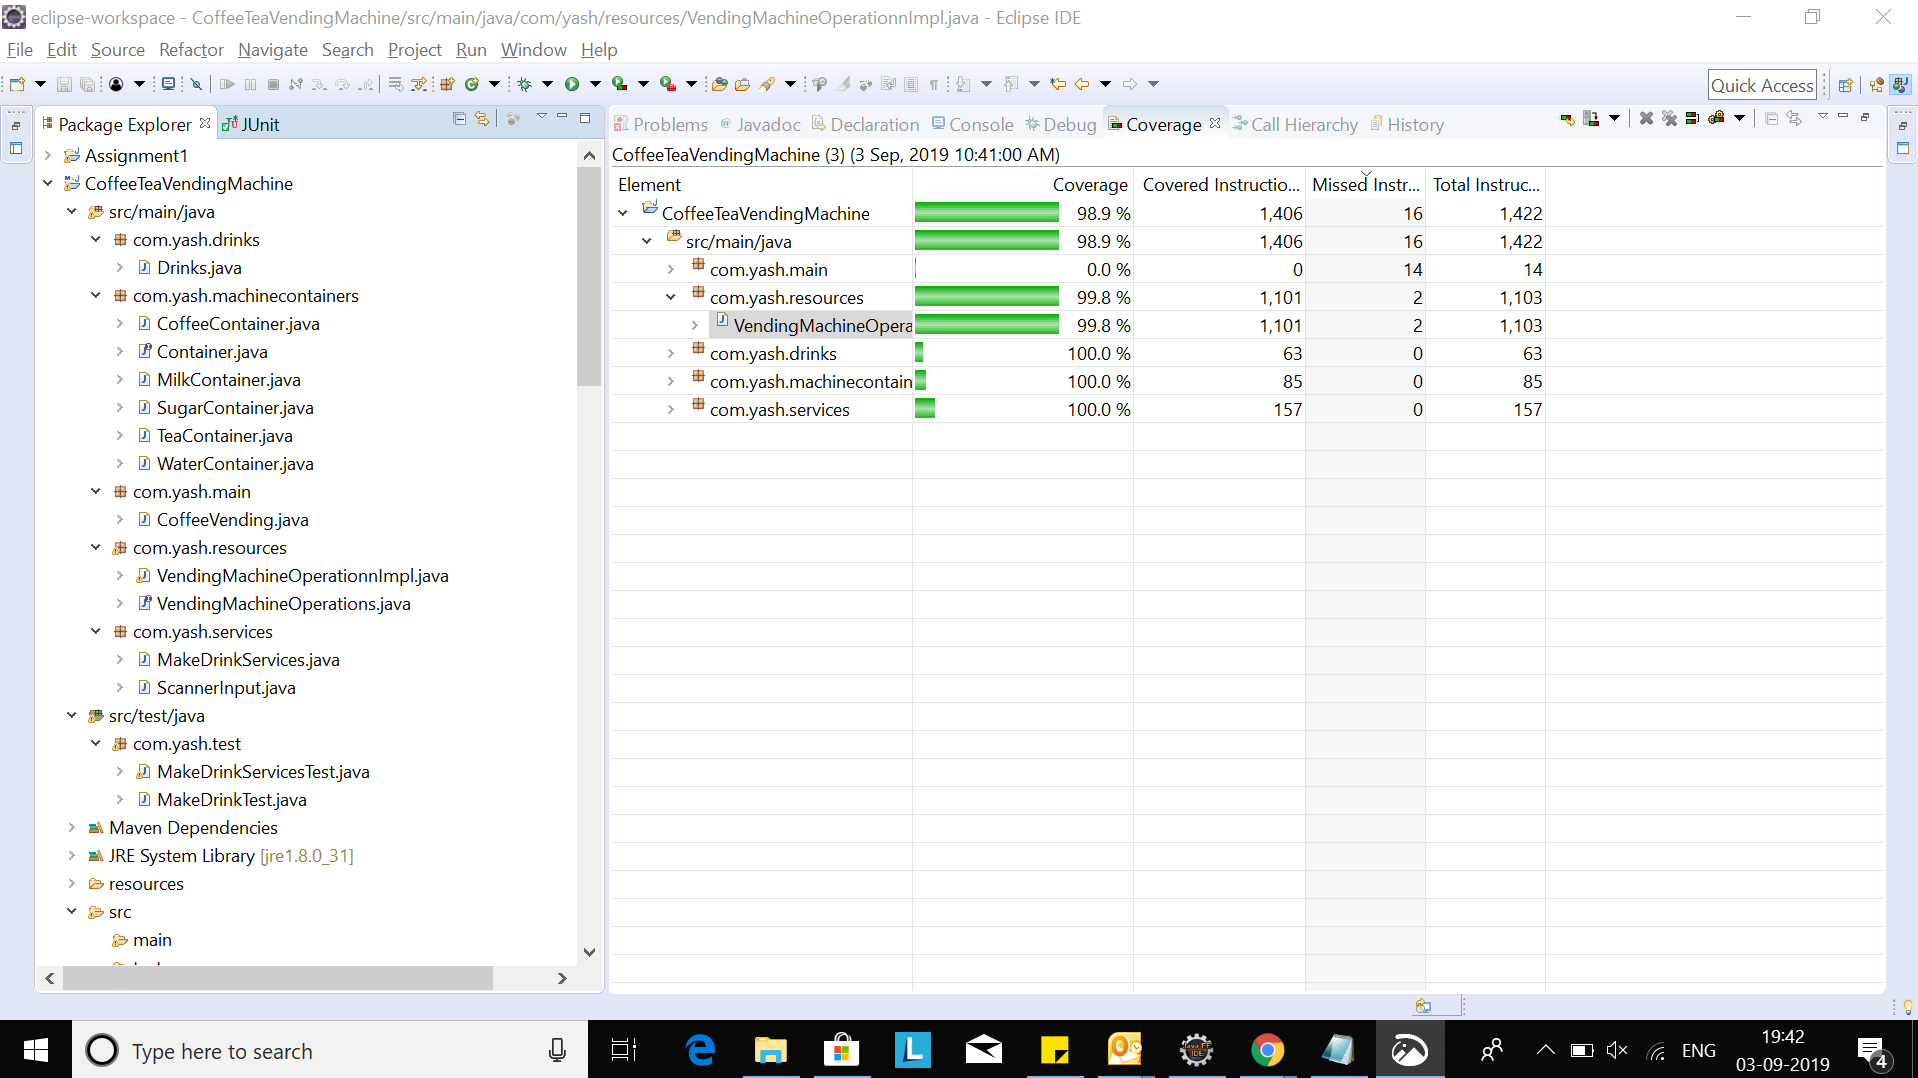 eclipse-workspace - CoffeeTeaVendingMachine/src/main/java/com/yash/resources/VendingMachineOperationnImpl.java - Eclipse IDE
File Edit Source Refactor Navigate Search Project Run Window Help
Quick Access
Package Explorer JUnit
Assignment1
CoffeeTeaVendingMachine
src/main/java
com.yash.drinks
Drinks.java
com.yash.machinecontainers
CoffeeContainer.java
Container.java
MilkContainer.java
SugarContainer.java
TeaContainer.java
WaterContainer.java
com.yash.main
CoffeeVending.java
com.yash.resources
VendingMachineOperationnImpl.java
VendingMachineOperations.java
com.yash.services
MakeDrinkServices.java
ScannerInput.java
src/test/java
com.yash.test
MakeDrinkServicesTest.java
MakeDrinkTest.java
Maven Dependencies
JRE System Library [jre1.8.0_31]
resources
src
main
Problems Javadoc Declaration Console Debug Coverage Call Hierarchy History
CoffeeTeaVendingMachine (3) (3 Sep, 2019 10:41:00 AM)
Element Coverage Covered Instructio... Missed Instr... Total Instruc...
CoffeeTeaVendingMachine 98.9 % 1,406 16 1,422
src/main/java 98.9 % 1,406 16 1,422
com.yash.main 0.0 % 0 14 14
com.yash.resources 99.8 % 1,101 2 1,103
VendingMachineOpera 99.8 % 1,101 2 1,103
com.yash.drinks 100.0 % 63 0 63
com.yash.machinecontain 100.0 % 85 0 85
com.yash.services 100.0 % 157 0 157
Type here to search
L
ENG
19:42
03-09-2019
4